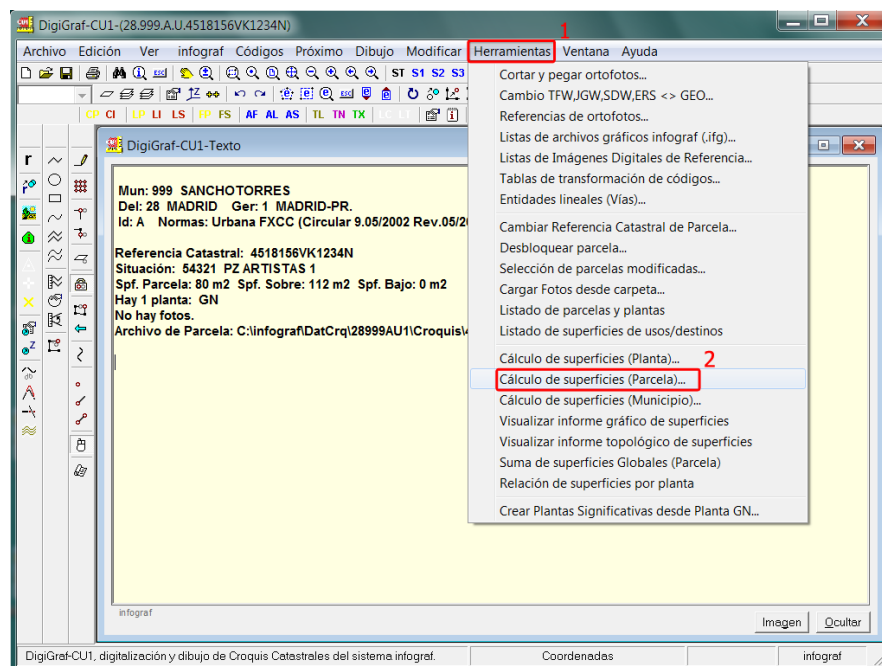 DigiGraf-CU1-(28.999.A.U.4518156VK1234N)
1
Archivo Edición Ver infograf Códigos Próximo Dibujo Modificar Herramientas Ventana Ayuda
ST S1 S2 S3
CI LI LS FS AF AL AS TL TN TX
DigiGraf-CU1-Texto
Mun: 999 SANCHOTORRES
Del: 28 MADRID Ger: 1 MADRID-PR.
Id: A Normas: Urbana FXCC (Circular 9.05/2002 Rev.05/2
Referencia Catastral: 4518156VK1234N
Situación: 54321 PZ ARTISTAS 1
Spf. Parcela: 80 m2 Spf. Sobre: 112 m2 Spf. Bajo: 0 m2
Hay 1 planta: GN
No hay fotos.
Archivo de Parcela: C:\infograf\DatCrq\28999AU1\Croquis\
Cortar y pegar ortofotos...
Cambio TFW,JGW,SDW,ERS <> GEO...
Referencias de ortofotos...
Listas de archivos gráficos infograf (.ifg)...
Listas de Imágenes Digitales de Referencia...
Tablas de transformación de códigos...
Entidades lineales (Vías)...
Cambiar Referencia Catastral de Parcela...
Desbloquear parcela...
Selección de parcelas modificadas...
Cargar Fotos desde carpeta...
Listado de parcelas y plantas
Listado de superficies de usos/destinos
Cálculo de superficies (Planta)...
2
Cálculo de superficies (Parcela)...
Cálculo de superficies (Municipio)...
Visualizar informe gráfico de superficies
Visualizar informe topológico de superficies
Suma de superficies Globales (Parcela)
Relación de superficies por planta
Crear Plantas Significativas desde Planta GN...
infograf
Imagen Ocultar
DigiGraf-CU1, digitalización y dibujo de Croquis Catastrales del sistema infograf. Coordenadas infograf